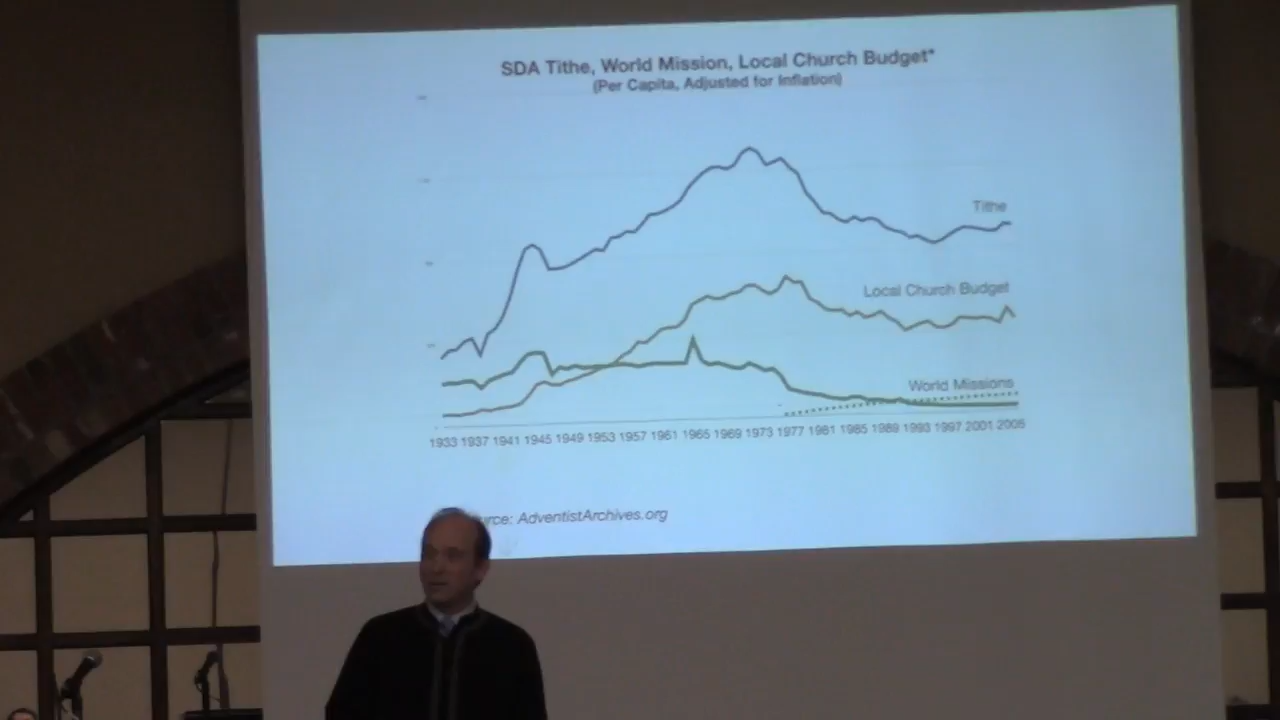 SDA Tithe, World Mission, Local Church Budget*
(Per Capita, Adjusted for Inflation)
Tithe
Local Church Budget
World Missions
1933 1937 1941 1945 1949 1953 1957 1961 1965 1969 1973 1977 1981 1985 1989 1993 1997 2001 2005
urce: AdventistArchives.org